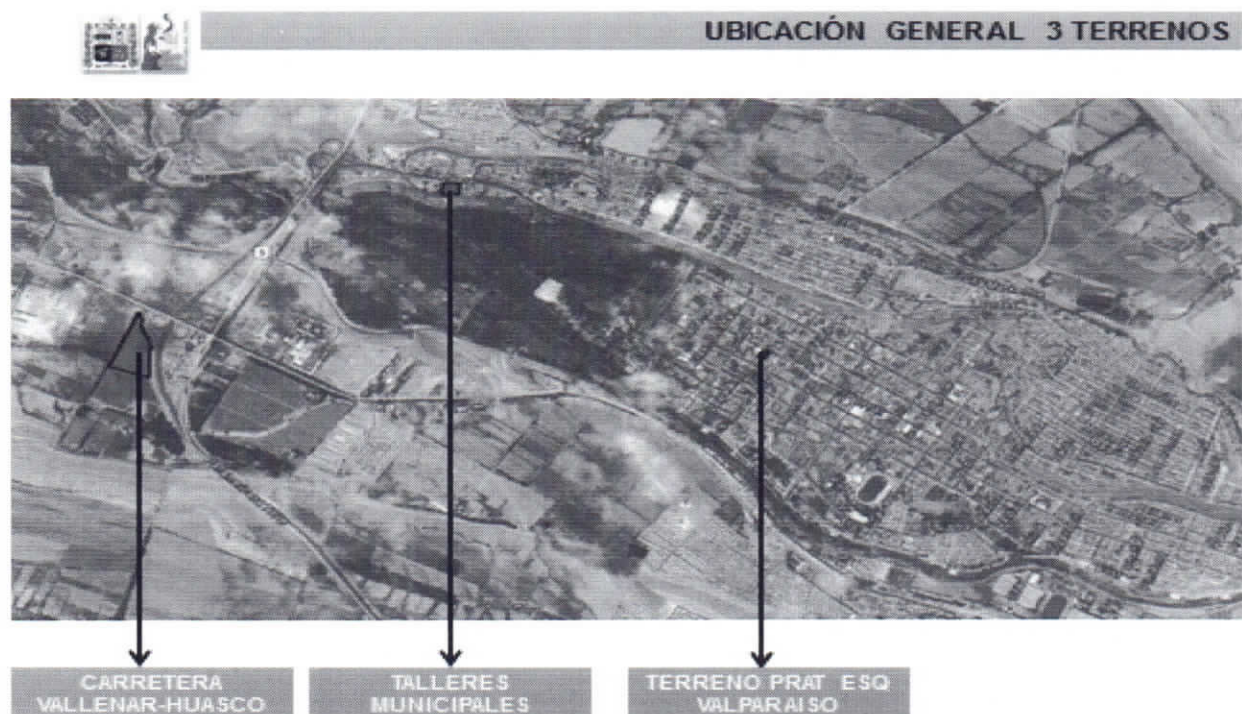 UBICACIÓN GENERAL 3 TERRENOS
CARRETERA
VALLENAR-HUASCO
TALLERES
MUNICIPALES
TERRENO PRAT ESQ
VALPARAISO